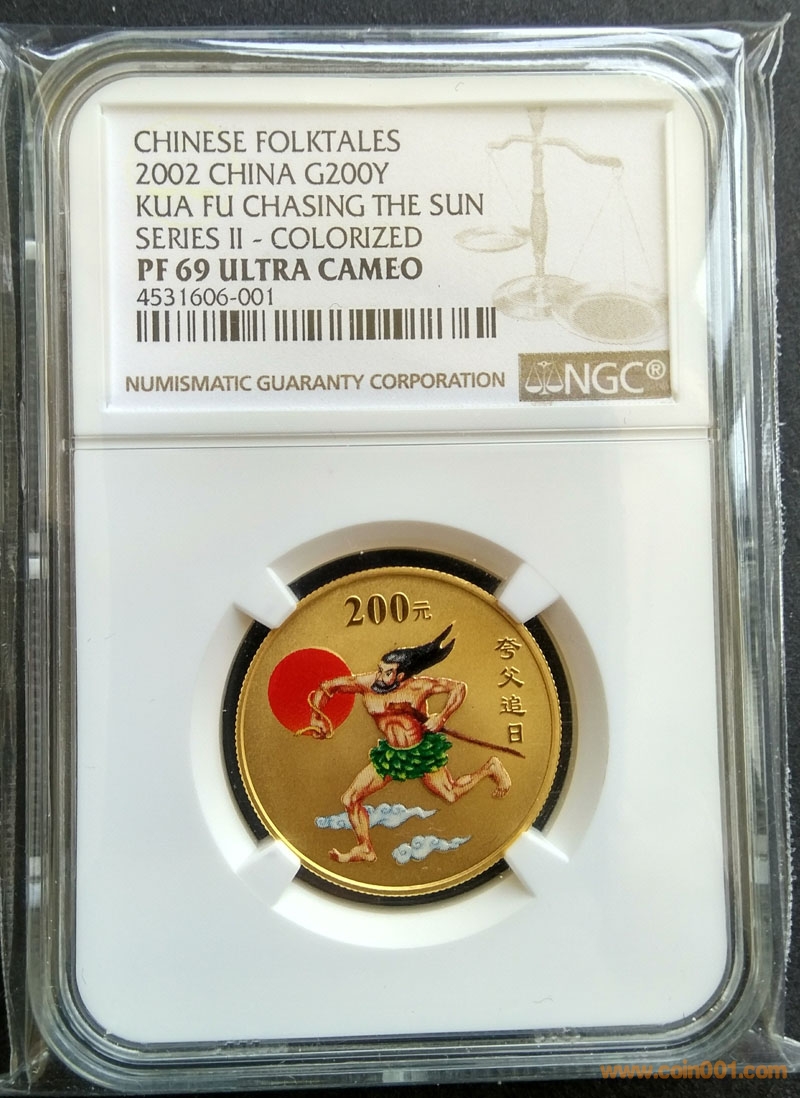 CHINESE FOLKTALES
2002 CHINA G200Y
KUA FU CHASING THE SUN
SERIES II - COLORIZED
PF 69 ULTRA CAMEO
4531606-001
NUMISMATIC GUARANTY CORPORATION
NGC®
200元
夸父追日
www.coin001.com